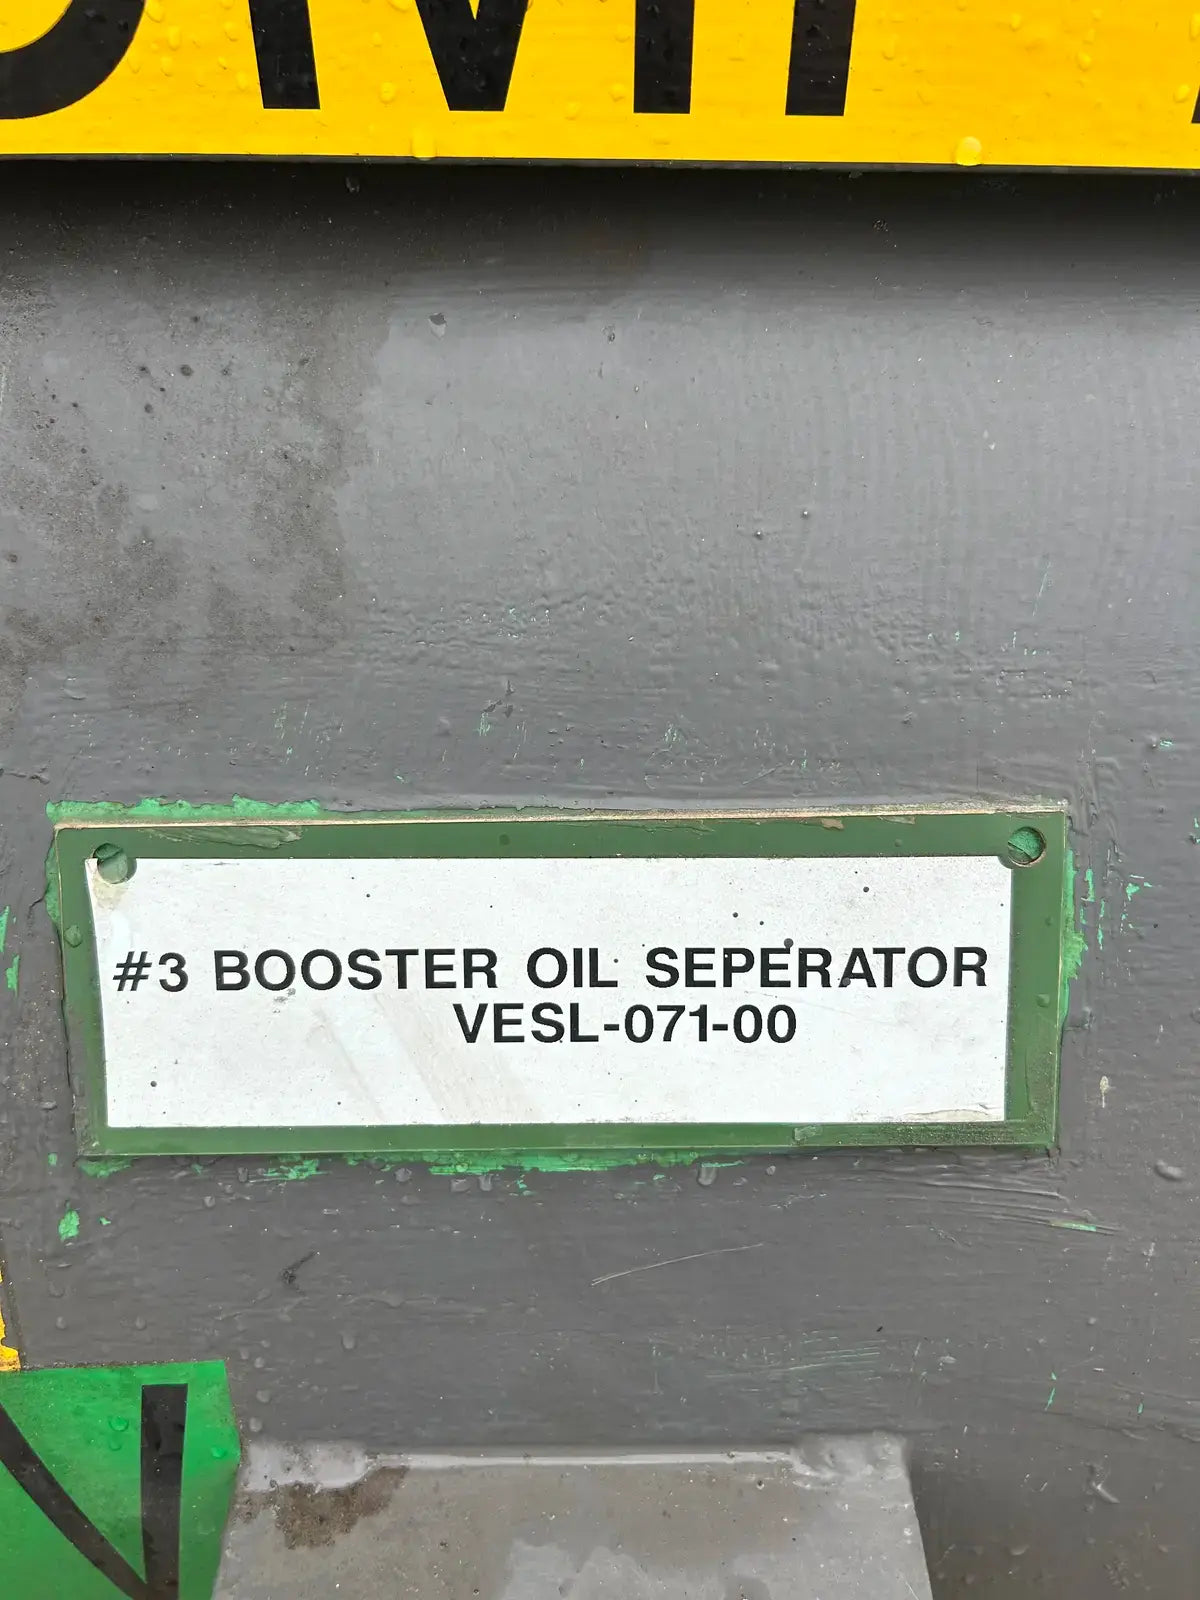 #3 BOOSTER OIL SEPERATOR
VESL-071-00